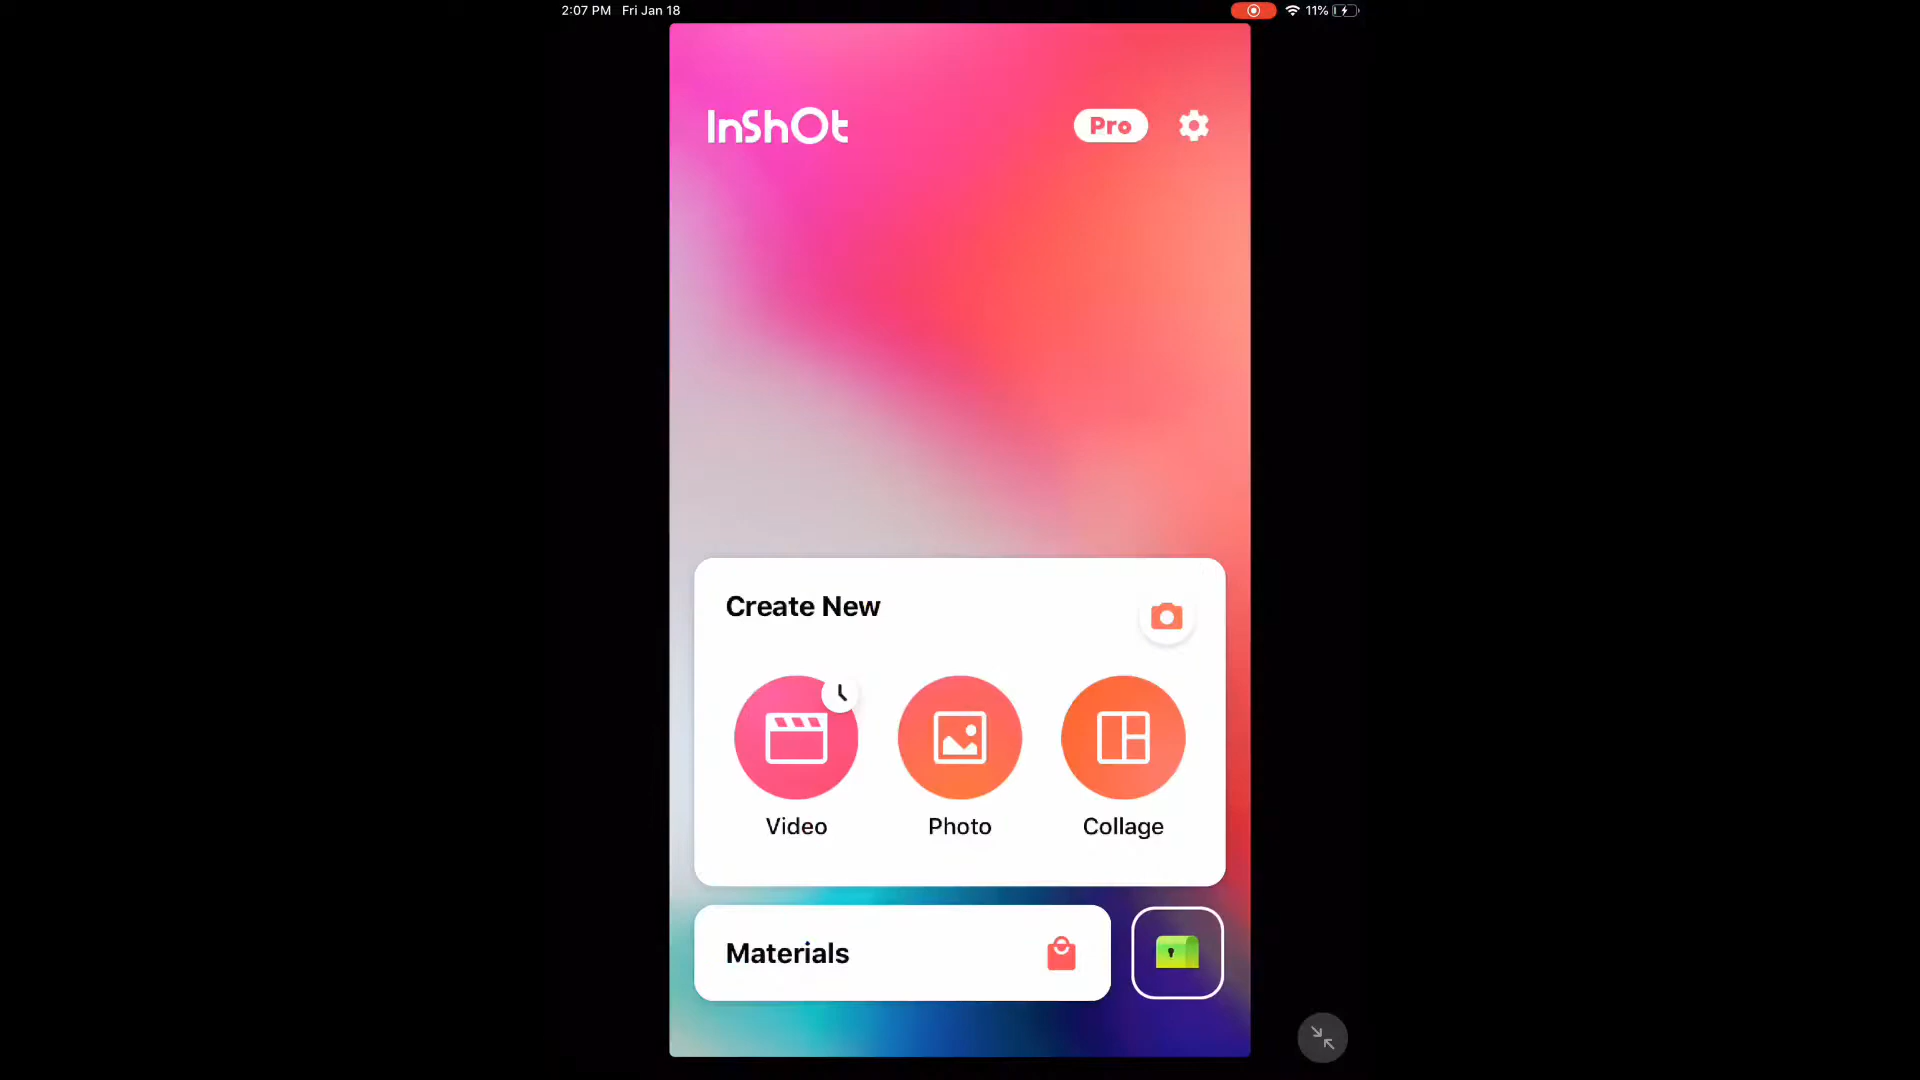 2:07 PM Fri Jan 18
11%
InShOt
Pro
Create New
Video
Photo
Collage
Materials